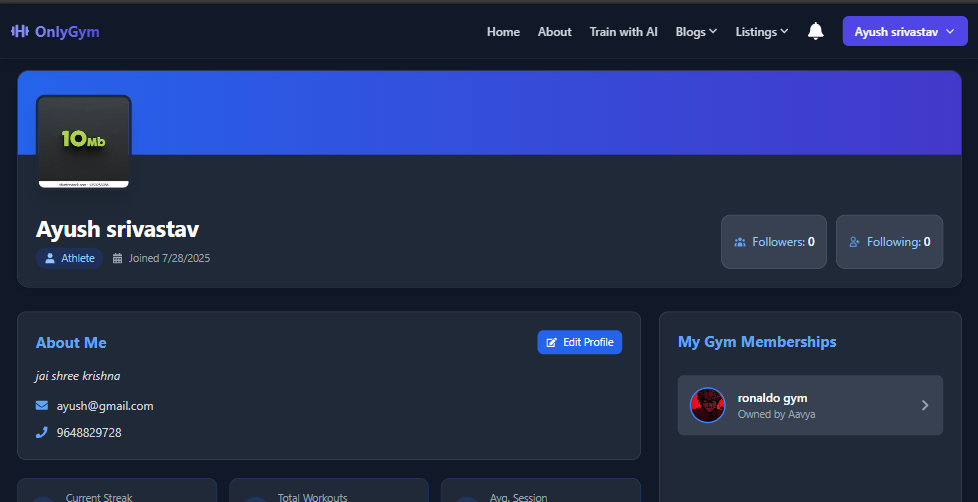 OnlyGym
Home About Train with AI Blogs Listings Ayush srivastav
10Mb
Ayush srivastav
Athlete Joined 7/28/2025
Followers: 0 Following: 0
About Me
Edit Profile
jai shree krishna
ayush@gmail.com
9648829728
My Gym Memberships
ronaldo gym
Owned by Aavya
Current Streak Total Workouts Avg. Session